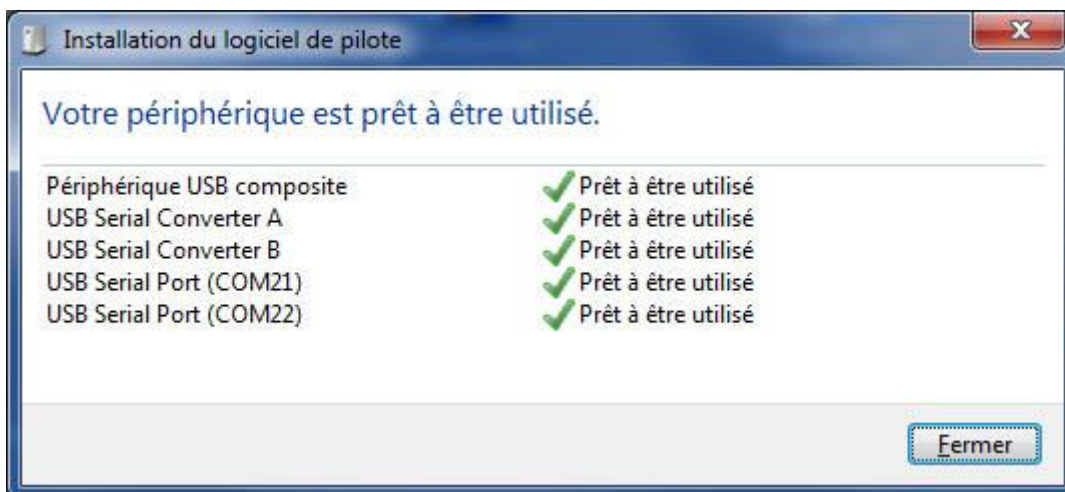 Installation du logiciel de pilote
Votre périphérique est prêt à être utilisé.
Périphérique USB composite Prêt à être utilisé
USB Serial Converter A Prêt à être utilisé
USB Serial Converter B Prêt à être utilisé
USB Serial Port (COM21) Prêt à être utilisé
USB Serial Port (COM22) Prêt à être utilisé
Fermer